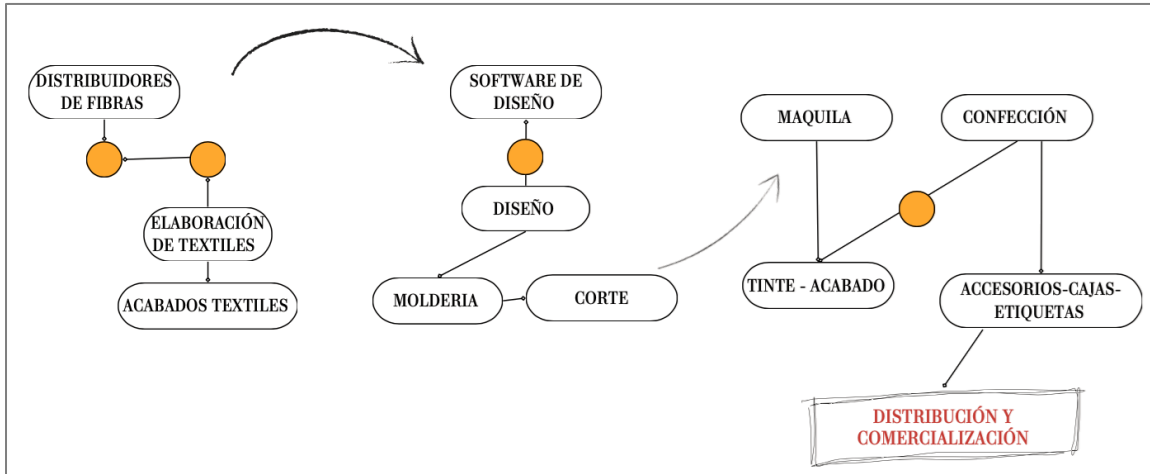 DISTRIBUIDORES
DE FIBRAS
ELABORACIÓN
DE TEXTILES
ACABADOS TEXTILES
SOFTWARE DE
DISEÑO
DISEÑO
MOLDERIA
CORTE
MAQUILA
CONFECCIÓN
TINTE - ACABADO
ACCESORIOS-CAJAS-
ETIQUETAS
DISTRIBUCIÓN Y
COMERCIALIZACIÓN